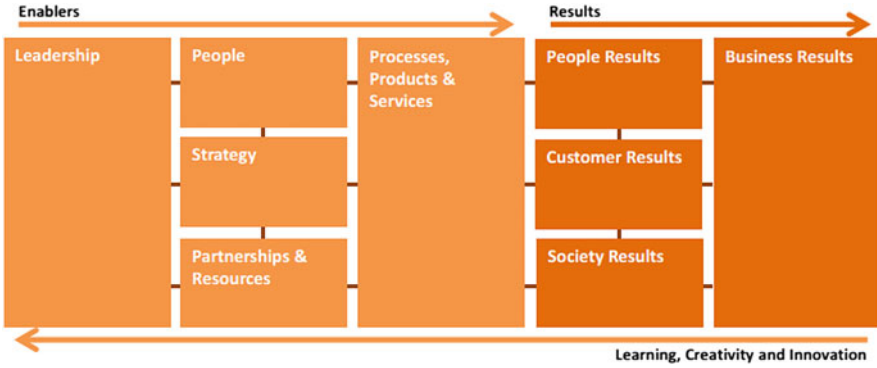 Enablers
Results
Leadership
People
Processes,
Products &
Services
People Results
Business Results
Strategy
Customer Results
Partnerships &
Resources
Society Results
Learning, Creativity and Innovation